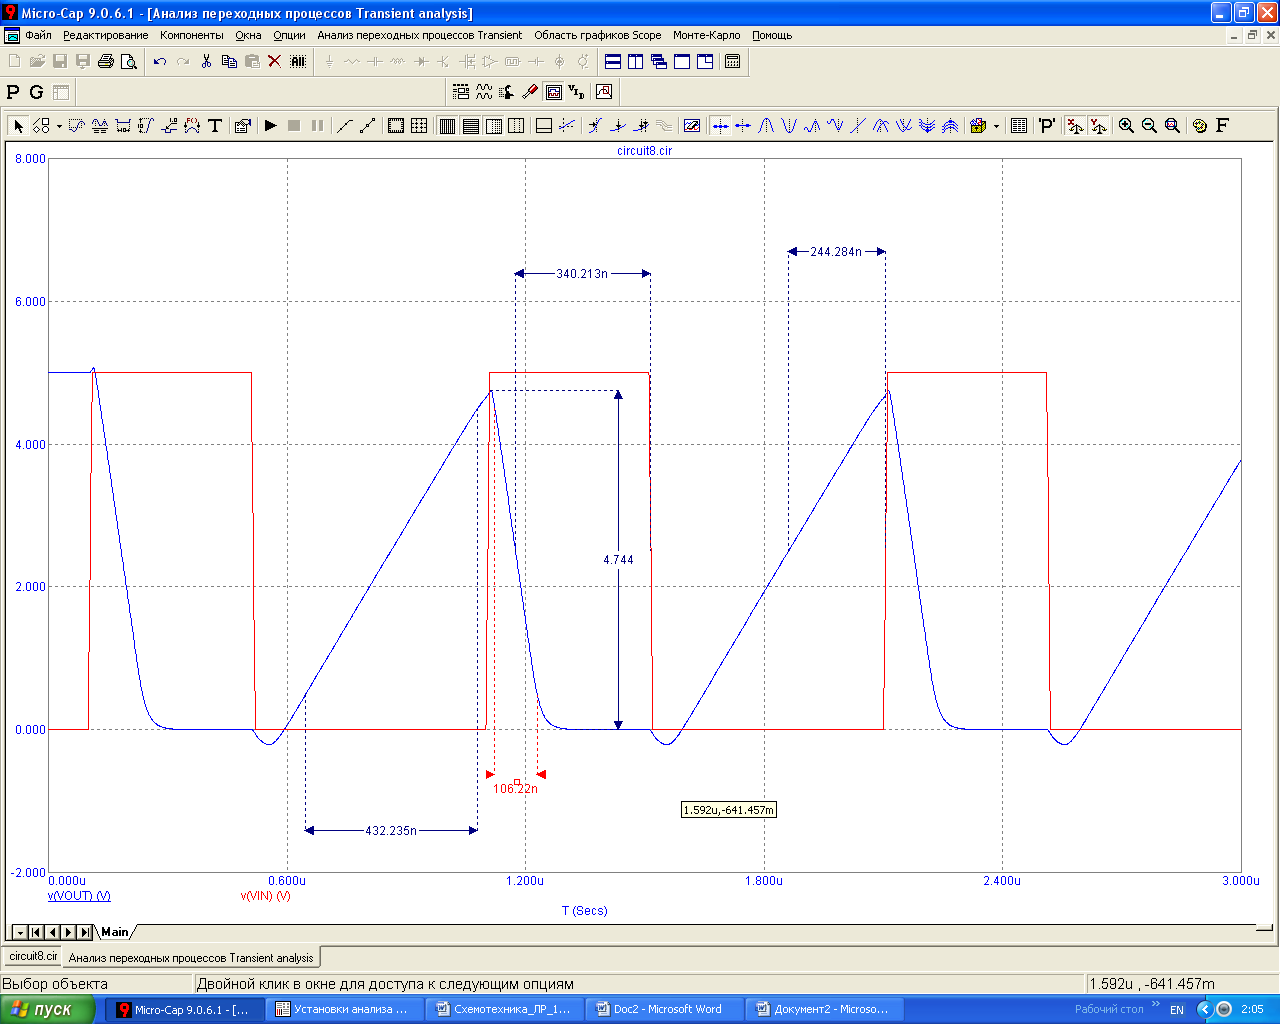 Micro-Cap 9.0.6.1 - [Анализ переходных процессов Transient analysis]
Файл Редактирование Компоненты Окна Опции Анализ переходных процессов Transient Область графиков Scope Монте-Карло Помощь
P G
T 'P' F
circuit8.cir
8.000
6.000
4.000
2.000
0.000
-2.000
340.213n
244.284n
4.744
106.22n
432.235n
1.592u,-641.457m
0.000u 0.600u 1.200u 1.800u 2.400u 3.000u
v(VOUT) (V) v(VIN) (V)
T (Secs)
Main
circuit8.cir Анализ переходных процессов Transient analysis
Выбор объекта Двойной клик в окне для доступа к следующим опциям 1.592u , -641.457m
пуск Micro-Cap 9.0.6.1 - [... Установки анализа ... Схемотехника_ЛР_1... Doc2 - Microsoft Word Документ2 - Microso... Рабочий стол EN 2:05